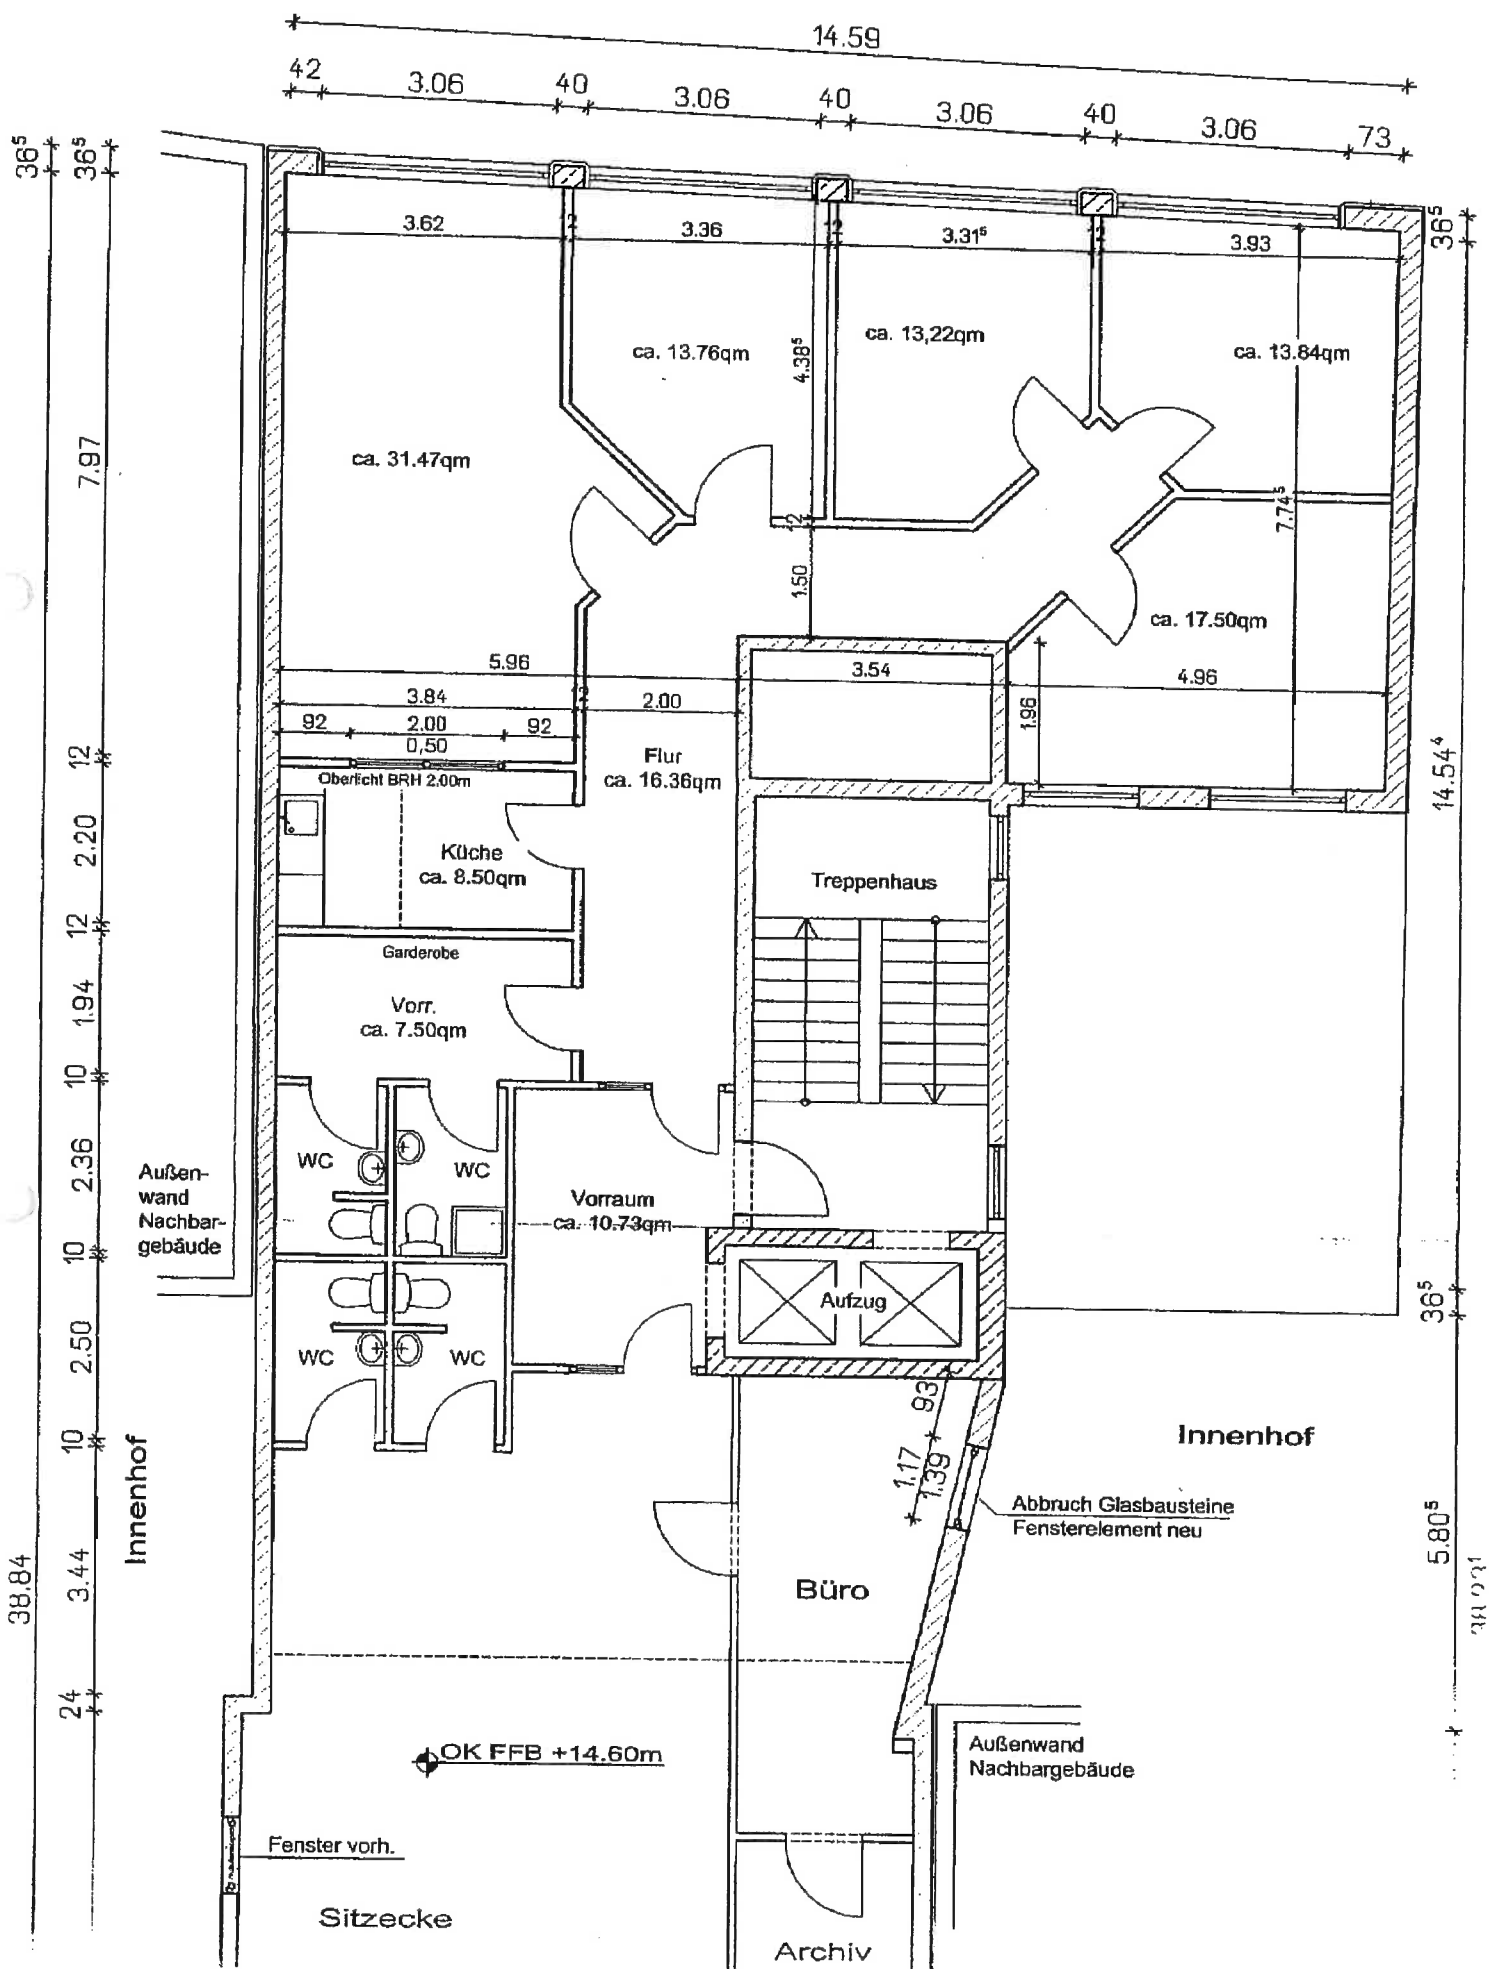 14.59
42 3.06 40 3.06 40 3.06 40 3.06 73
36⁵ 36⁵
36⁵
3.62 12 3.36 12 3.31⁵ 12 3.93
ca. 13.76qm
4.38⁵
ca. 13,22qm
ca. 13.84qm
7.97
ca. 31.47qm
7.74⁵
12
1.50
ca. 17.50qm
5.96 3.54 4.96
3.84 12 2.00
1.96
92 2.00 92
0,50
Oberlicht BRH 2.00m
Flur
ca. 16.36qm
12
14.54⁴
2.20
Küche
ca. 8.50qm
Treppenhaus
12
Garderobe
1.94
Vorr.
ca. 7.50qm
10
2.36
WC
WC
Außen-
wand
Nachbar-
gebäude
Vorraum
ca. 10.73qm
10
36⁵
Aufzug
2.50
WC
WC
93
10
Innenhof
Innenhof
1.17
1.39
Abbruch Glasbausteine
Fensterelement neu
5.80⁵
38.84
3.44
Büro
24
OK FFB +14.60m
Außenwand
Nachbargebäude
Fenster vorh.
Sitzecke
Archiv